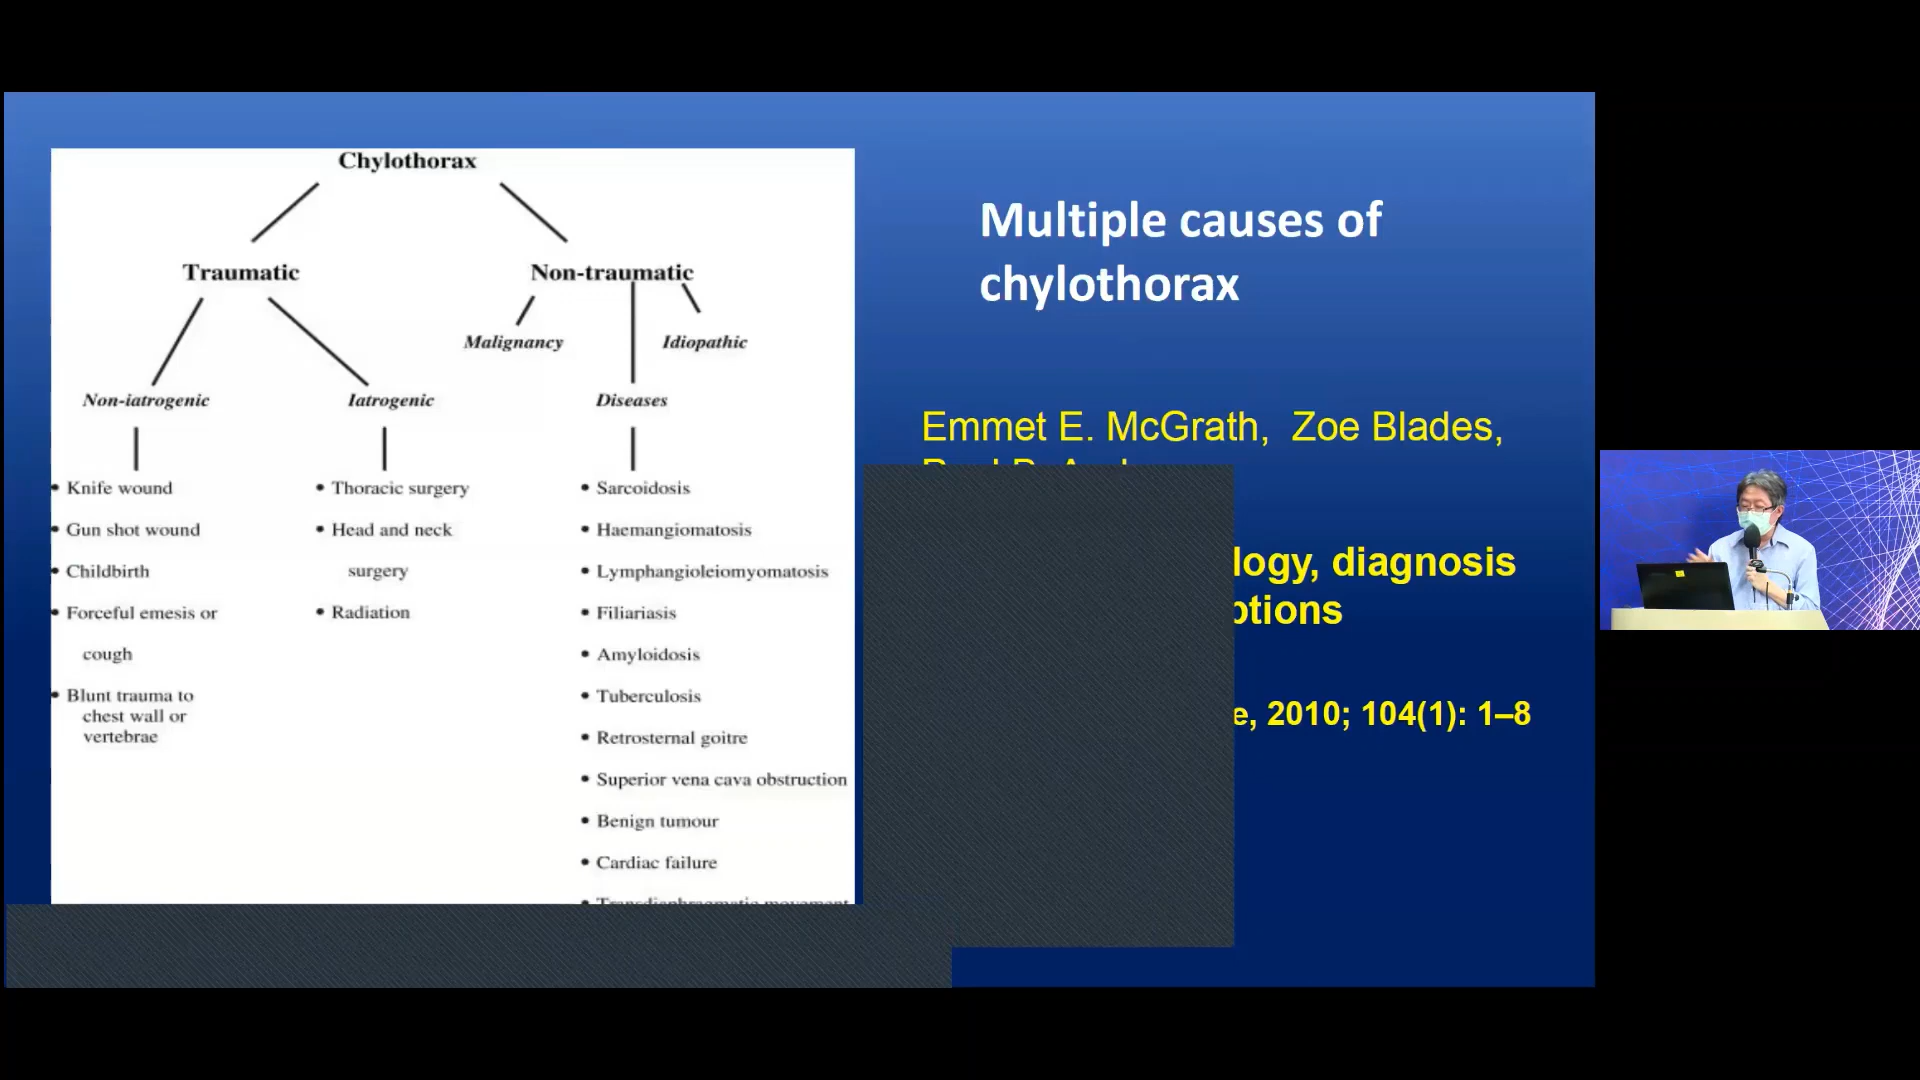 Chylothorax
Traumatic
Non-traumatic
Malignancy
Idiopathic
Non-iatrogenic
Iatrogenic
Diseases
• Knife wound
• Gun shot wound
• Childbirth
• Forceful emesis or
cough
• Blunt trauma to
chest wall or
vertebrae
• Thoracic surgery
• Head and neck
surgery
• Radiation
• Sarcoidosis
• Haemangiomatosis
• Lymphangioleiomyomatosis
• Filiariasis
• Amyloidosis
• Tuberculosis
• Retrosternal goitre
• Superior vena cava obstruction
• Benign tumour
• Cardiac failure
• Transdiaphragmatic movement
Multiple causes of
chylothorax
Emmet E. McGrath, Zoe Blades,
logy, diagnosis
ptions
e, 2010; 104(1): 1–8